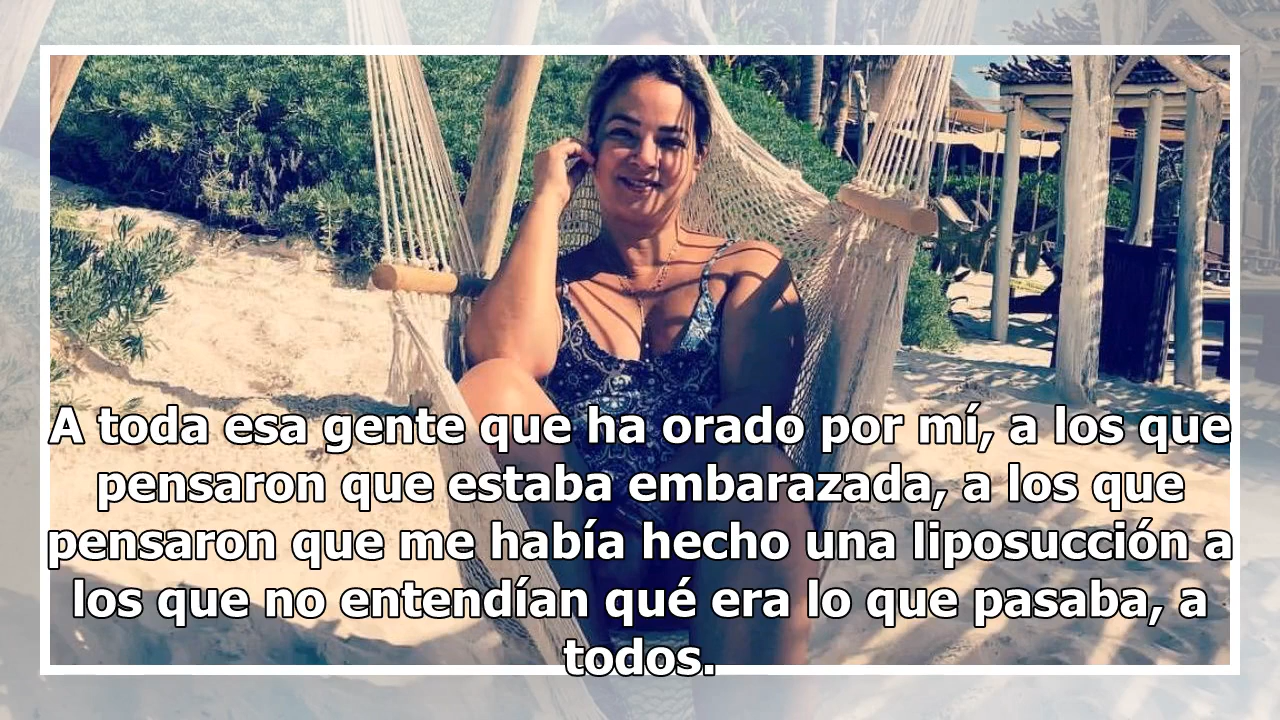 A toda esa gente que ha orado por mí, a los que
pensaron que estaba embarazada, a los que
pensaron que me había hecho una liposucción a
los que no entendían qué era lo que pasaba, a
todos.